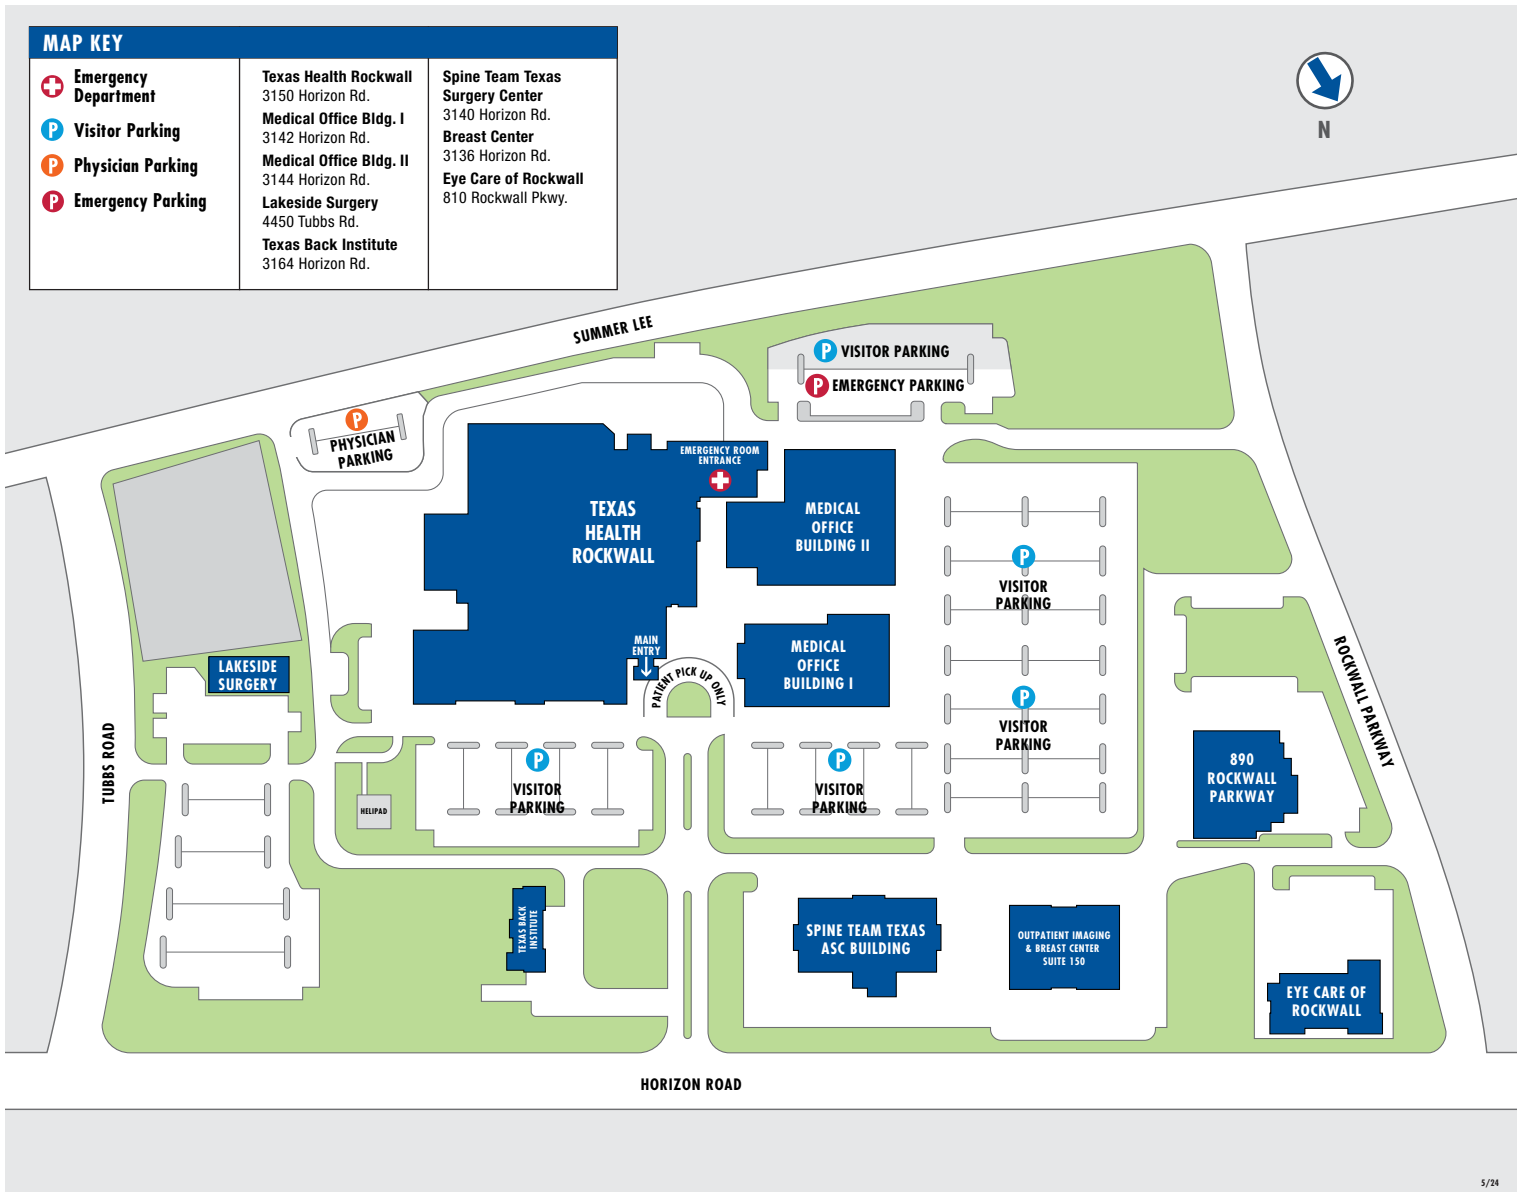 MAP KEY
Emergency
Department
Visitor Parking
Physician Parking
Emergency Parking
Texas Health Rockwall
3150 Horizon Rd.
Medical Office Bldg. I
3142 Horizon Rd.
Medical Office Bldg. II
3144 Horizon Rd.
Lakeside Surgery
4450 Tubbs Rd.
Texas Back Institute
3164 Horizon Rd.
Spine Team Texas
Surgery Center
3140 Horizon Rd.
Breast Center
3136 Horizon Rd.
Eye Care of Rockwall
810 Rockwall Pkwy.
P
P
P
N
SUMMER LEE
P VISITOR PARKING
P EMERGENCY PARKING
P
PHYSICIAN
PARKING
EMERGENCY ROOM
ENTRANCE
TEXAS
HEALTH
ROCKWALL
MEDICAL
OFFICE
BUILDING II
P
VISITOR
PARKING
MAIN
ENTRY
PATIENT PICK UP ONLY
MEDICAL
OFFICE
BUILDING I
LAKESIDE
SURGERY
P
VISITOR
PARKING
ROCKWALL PARKWAY
TUBBS ROAD
HELIPAD
P
VISITOR
PARKING
P
VISITOR
PARKING
890
ROCKWALL
PARKWAY
TEXAS BACK
INSTITUTE
SPINE TEAM TEXAS
ASC BUILDING
OUTPATIENT IMAGING
& BREAST CENTER
SUITE 150
EYE CARE OF
ROCKWALL
HORIZON ROAD
5/24